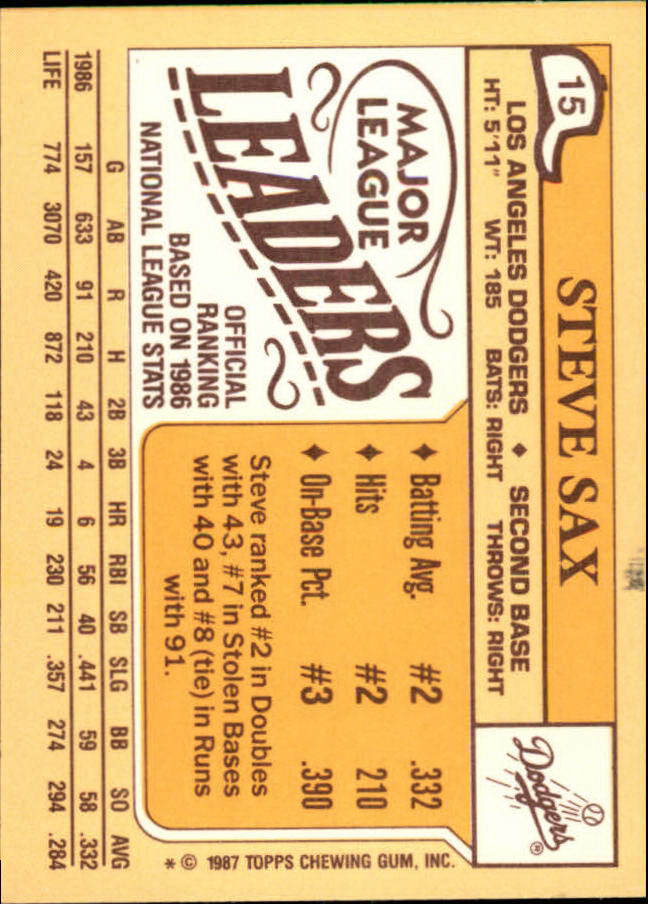 15
STEVE SAX
LOS ANGELES DODGERS ♦ SECOND BASE
HT: 5'11" WT: 185 BATS: RIGHT THROWS: RIGHT
Dodgers®
MAJOR
LEAGUE
LEADERS
OFFICIAL
RANKING
BASED ON 1986
NATIONAL LEAGUE STATS
♦ Batting Avg. #2 .332
♦ Hits #2 210
♦ On-Base Pct. #3 .390
Steve ranked #2 in Doubles
with 43, #7 in Stolen Bases
with 40 and #8 (tie) in Runs
with 91.
* © 1987 TOPPS CHEWING GUM, INC.
G AB R H 2B 3B HR RBI SB SLG BB SO AVG
1986 157 633 91 210 43 4 6 56 40 .441 59 58 .332
LIFE 774 3070 420 872 118 24 19 230 211 .357 274 294 .284